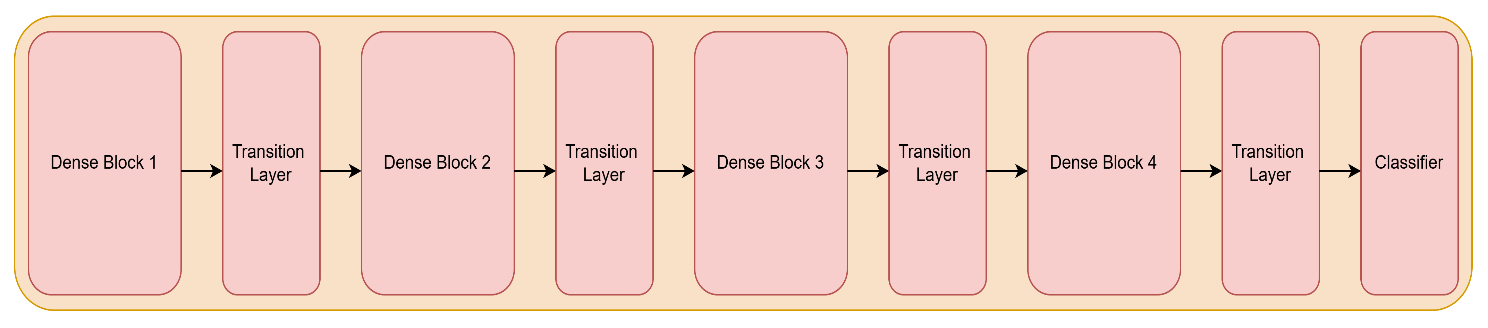 Dense Block 1
Transition
Layer
Dense Block 2
Transition
Layer
Dense Block 3
Transition
Layer
Dense Block 4
Transition
Layer
Classifier